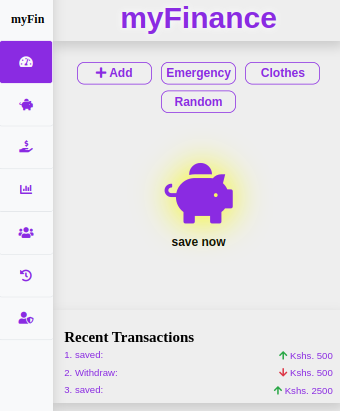 myFin
myFinance
+ Add
Emergency
Clothes
Random
save now
Recent Transactions
1. saved: Kshs. 500
2. Withdraw: Kshs. 500
3. saved: Kshs. 2500